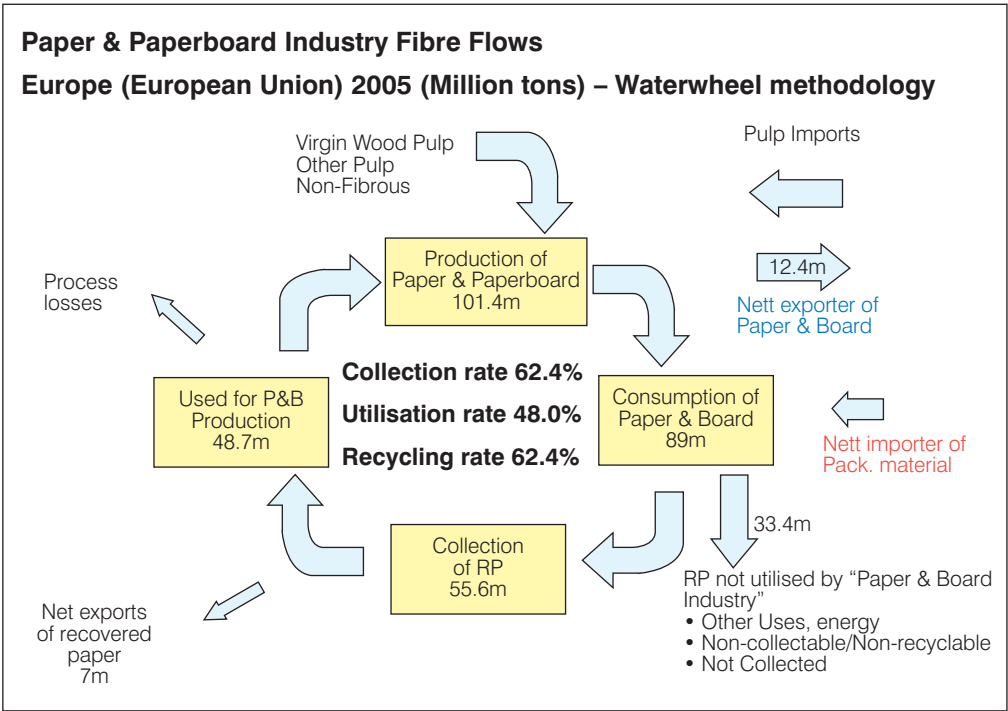 Paper & Paperboard Industry Fibre Flows
Europe (European Union) 2005 (Million tons) – Waterwheel methodology
Virgin Wood Pulp
Other Pulp
Non-Fibrous
Pulp Imports
Production of
Paper & Paperboard
101.4m
12.4m
Nett exporter of
Paper & Board
Process
losses
Collection rate 62.4%
Utilisation rate 48.0%
Recycling rate 62.4%
Used for P&B
Production
48.7m
Consumption of
Paper & Board
89m
Nett importer of
Pack. material
33.4m
Collection
of RP
55.6m
RP not utilised by “Paper & Board
Industry”
• Other Uses, energy
• Non-collectable/Non-recyclable
• Not Collected
Net exports
of recovered
paper
7m